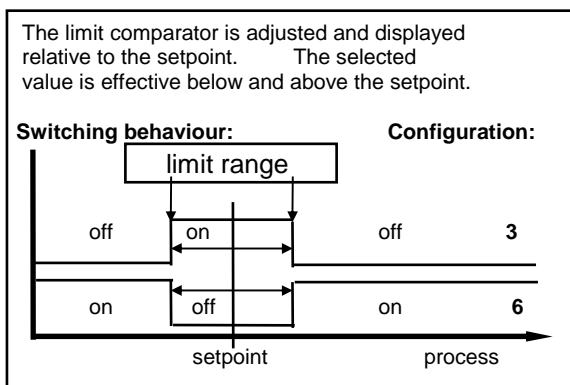 The limit comparator is adjusted and displayed
relative to the setpoint. The selected
value is effective below and above the setpoint.
Switching behaviour: Configuration:
limit range
off on off 3
on off on 6
setpoint process